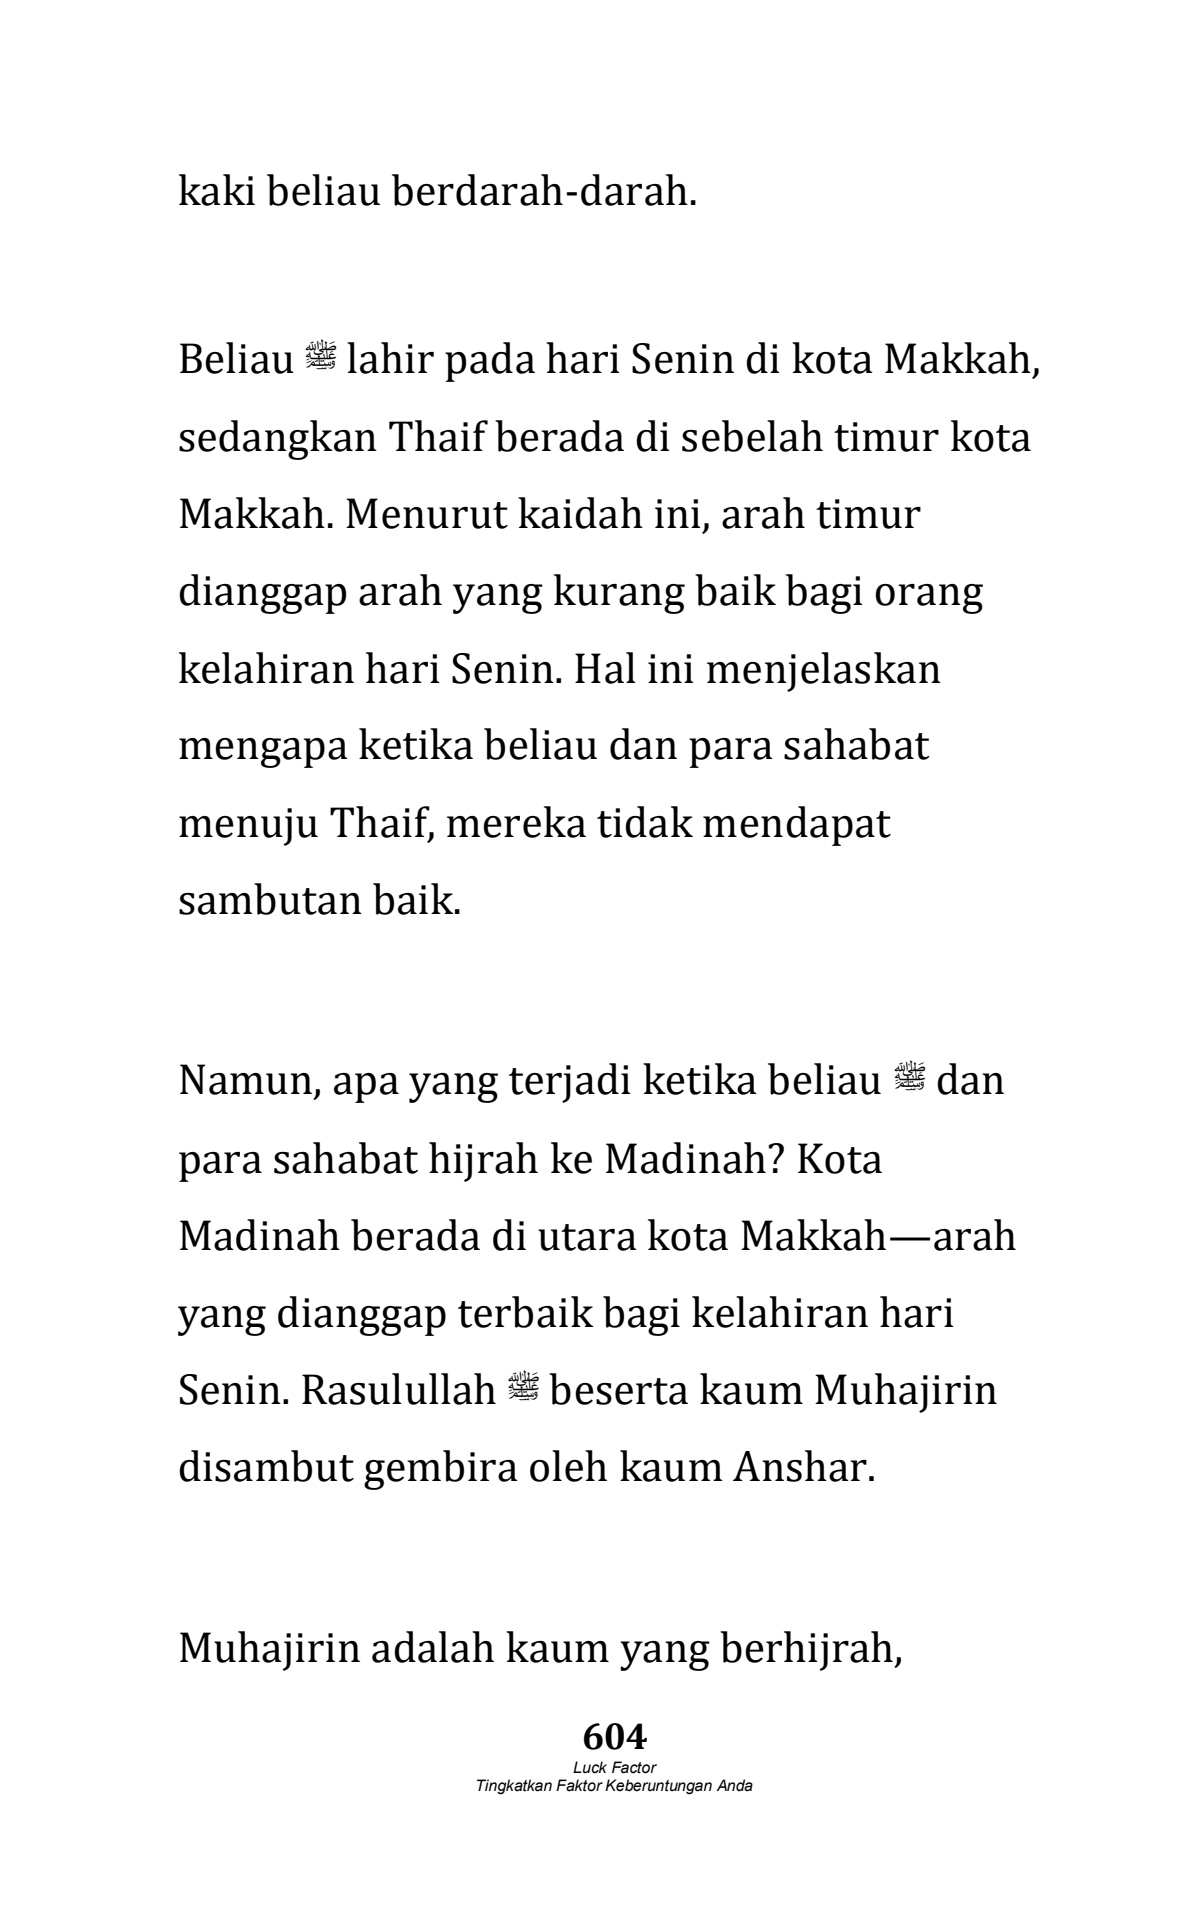 kaki beliau berdarah-darah.
Beliau ﷺ lahir pada hari Senin di kota Makkah,
sedangkan Thaif berada di sebelah timur kota
Makkah. Menurut kaidah ini, arah timur
dianggap arah yang kurang baik bagi orang
kelahiran hari Senin. Hal ini menjelaskan
mengapa ketika beliau dan para sahabat
menuju Thaif, mereka tidak mendapat
sambutan baik.
Namun, apa yang terjadi ketika beliau ﷺ dan
para sahabat hijrah ke Madinah? Kota
Madinah berada di utara kota Makkah—arah
yang dianggap terbaik bagi kelahiran hari
Senin. Rasulullah ﷺ beserta kaum Muhajirin
disambut gembira oleh kaum Anshar.
Muhajirin adalah kaum yang berhijrah,
604
Luck Factor
Tingkatkan Faktor Keberuntungan Anda